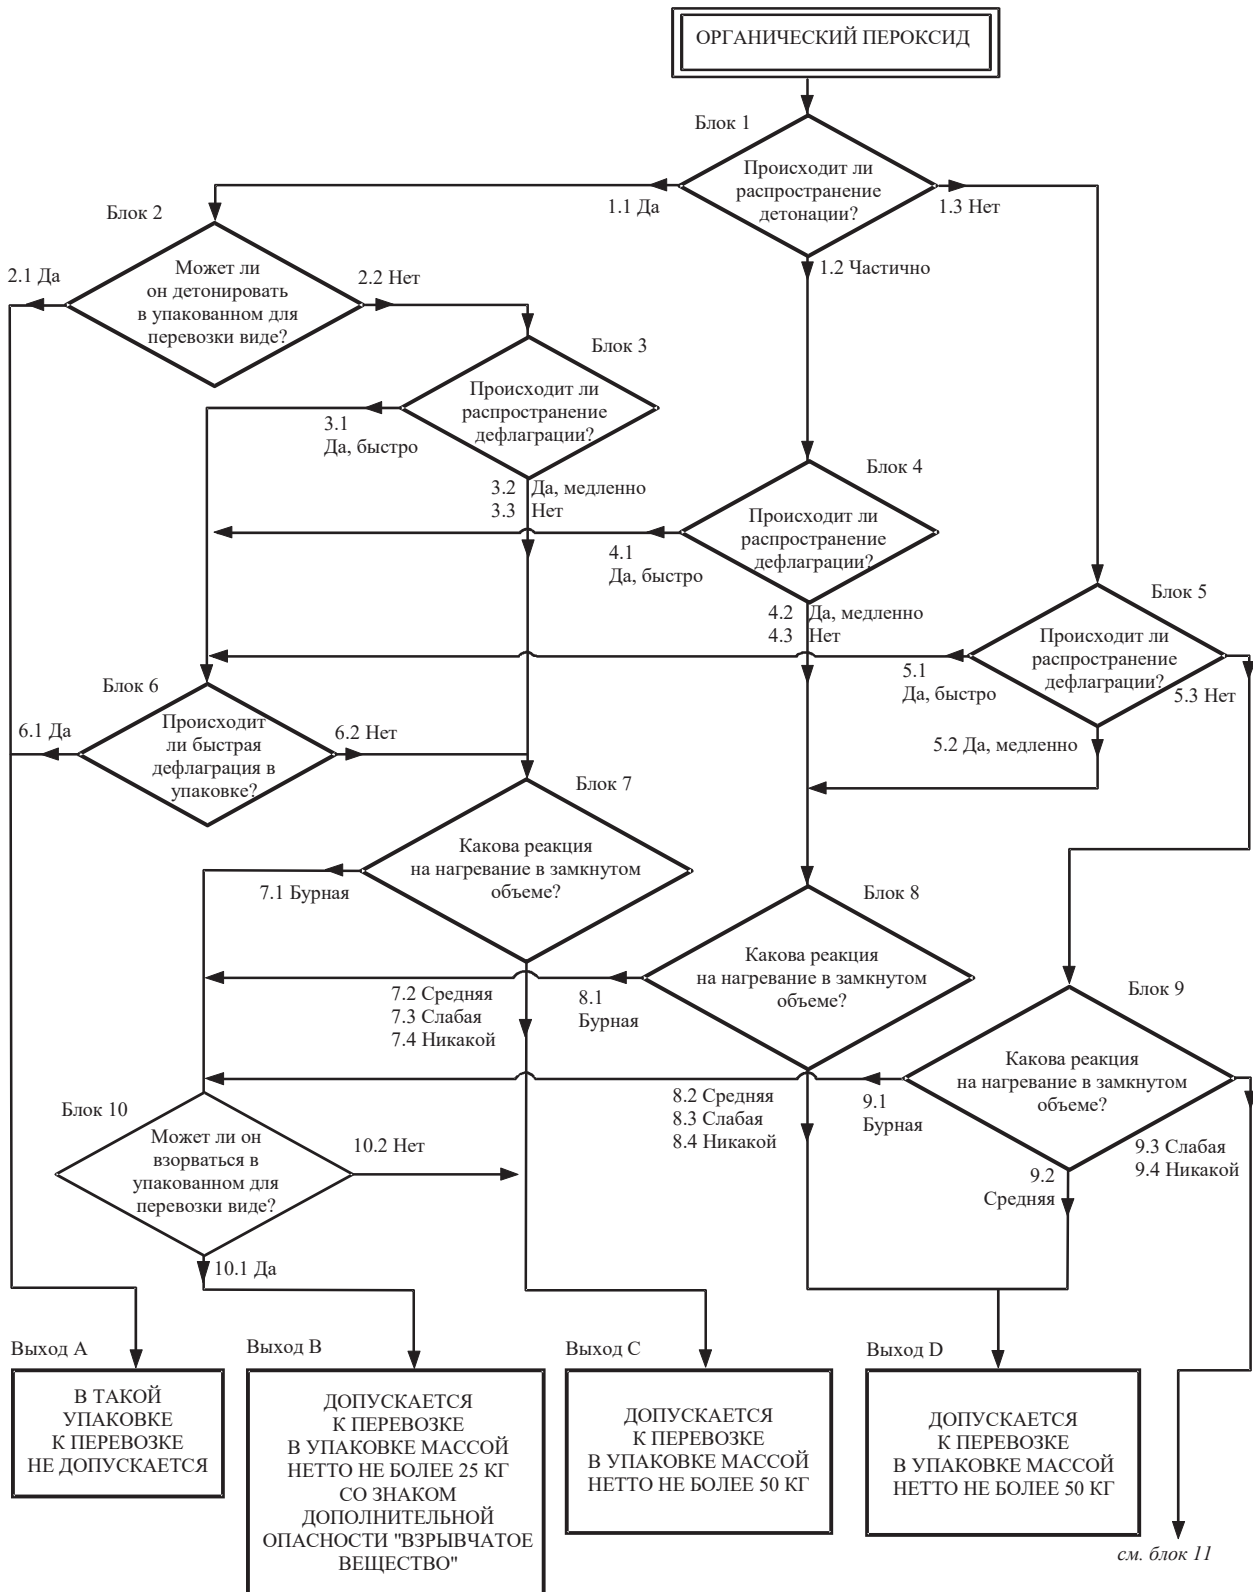 ОРГАНИЧЕСКИЙ ПЕРОКСИД
Блок 1
Происходит ли
распространение
детонации?
1.1 Да
1.3 Нет
1.2 Частично
Блок 2
2.1 Да
Может ли
он детонировать
в упакованном для
перевозки виде?
2.2 Нет
Блок 3
Происходит ли
распространение
дефлаграции?
3.1
Да, быстро
3.2 Да, медленно
3.3 Нет
Блок 4
Происходит ли
распространение
дефлаграции?
4.1
Да, быстро
4.2 Да, медленно
4.3 Нет
Блок 5
Происходит ли
распространение
дефлаграции?
5.1
Да, быстро
5.3 Нет
5.2 Да, медленно
Блок 6
6.1 Да
Происходит
ли быстрая
дефлаграция в
упаковке?
6.2 Нет
Блок 7
Какова реакция
на нагревание в замкнутом
объеме?
7.1 Бурная
7.2 Средняя
7.3 Слабая
7.4 Никакой
Блок 8
Какова реакция
на нагревание в замкнутом
объеме?
8.1
Бурная
8.2 Средняя
8.3 Слабая
8.4 Никакой
Блок 9
Какова реакция
на нагревание в замкнутом
объеме?
9.1
Бурная
9.2
Средняя
9.3 Слабая
9.4 Никакой
Блок 10
Может ли он
взорваться в
упакованном для
перевозки виде?
10.2 Нет
10.1 Да
Выход A
В ТАКОЙ
УПАКОВКЕ
К ПЕРЕВОЗКЕ
НЕ ДОПУСКАЕТСЯ
Выход B
ДОПУСКАЕТСЯ
К ПЕРЕВОЗКЕ
В УПАКОВКЕ МАССОЙ
НЕТТО НЕ БОЛЕЕ 25 КГ
СО ЗНАКОМ
ДОПОЛНИТЕЛЬНОЙ
ОПАСНОСТИ "ВЗРЫВЧАТОЕ
ВЕЩЕСТВО"
Выход C
ДОПУСКАЕТСЯ
К ПЕРЕВОЗКЕ
В УПАКОВКЕ МАССОЙ
НЕТТО НЕ БОЛЕЕ 50 КГ
Выход D
ДОПУСКАЕТСЯ
К ПЕРЕВОЗКЕ
В УПАКОВКЕ МАССОЙ
НЕТТО НЕ БОЛЕЕ 50 КГ
см. блок 11